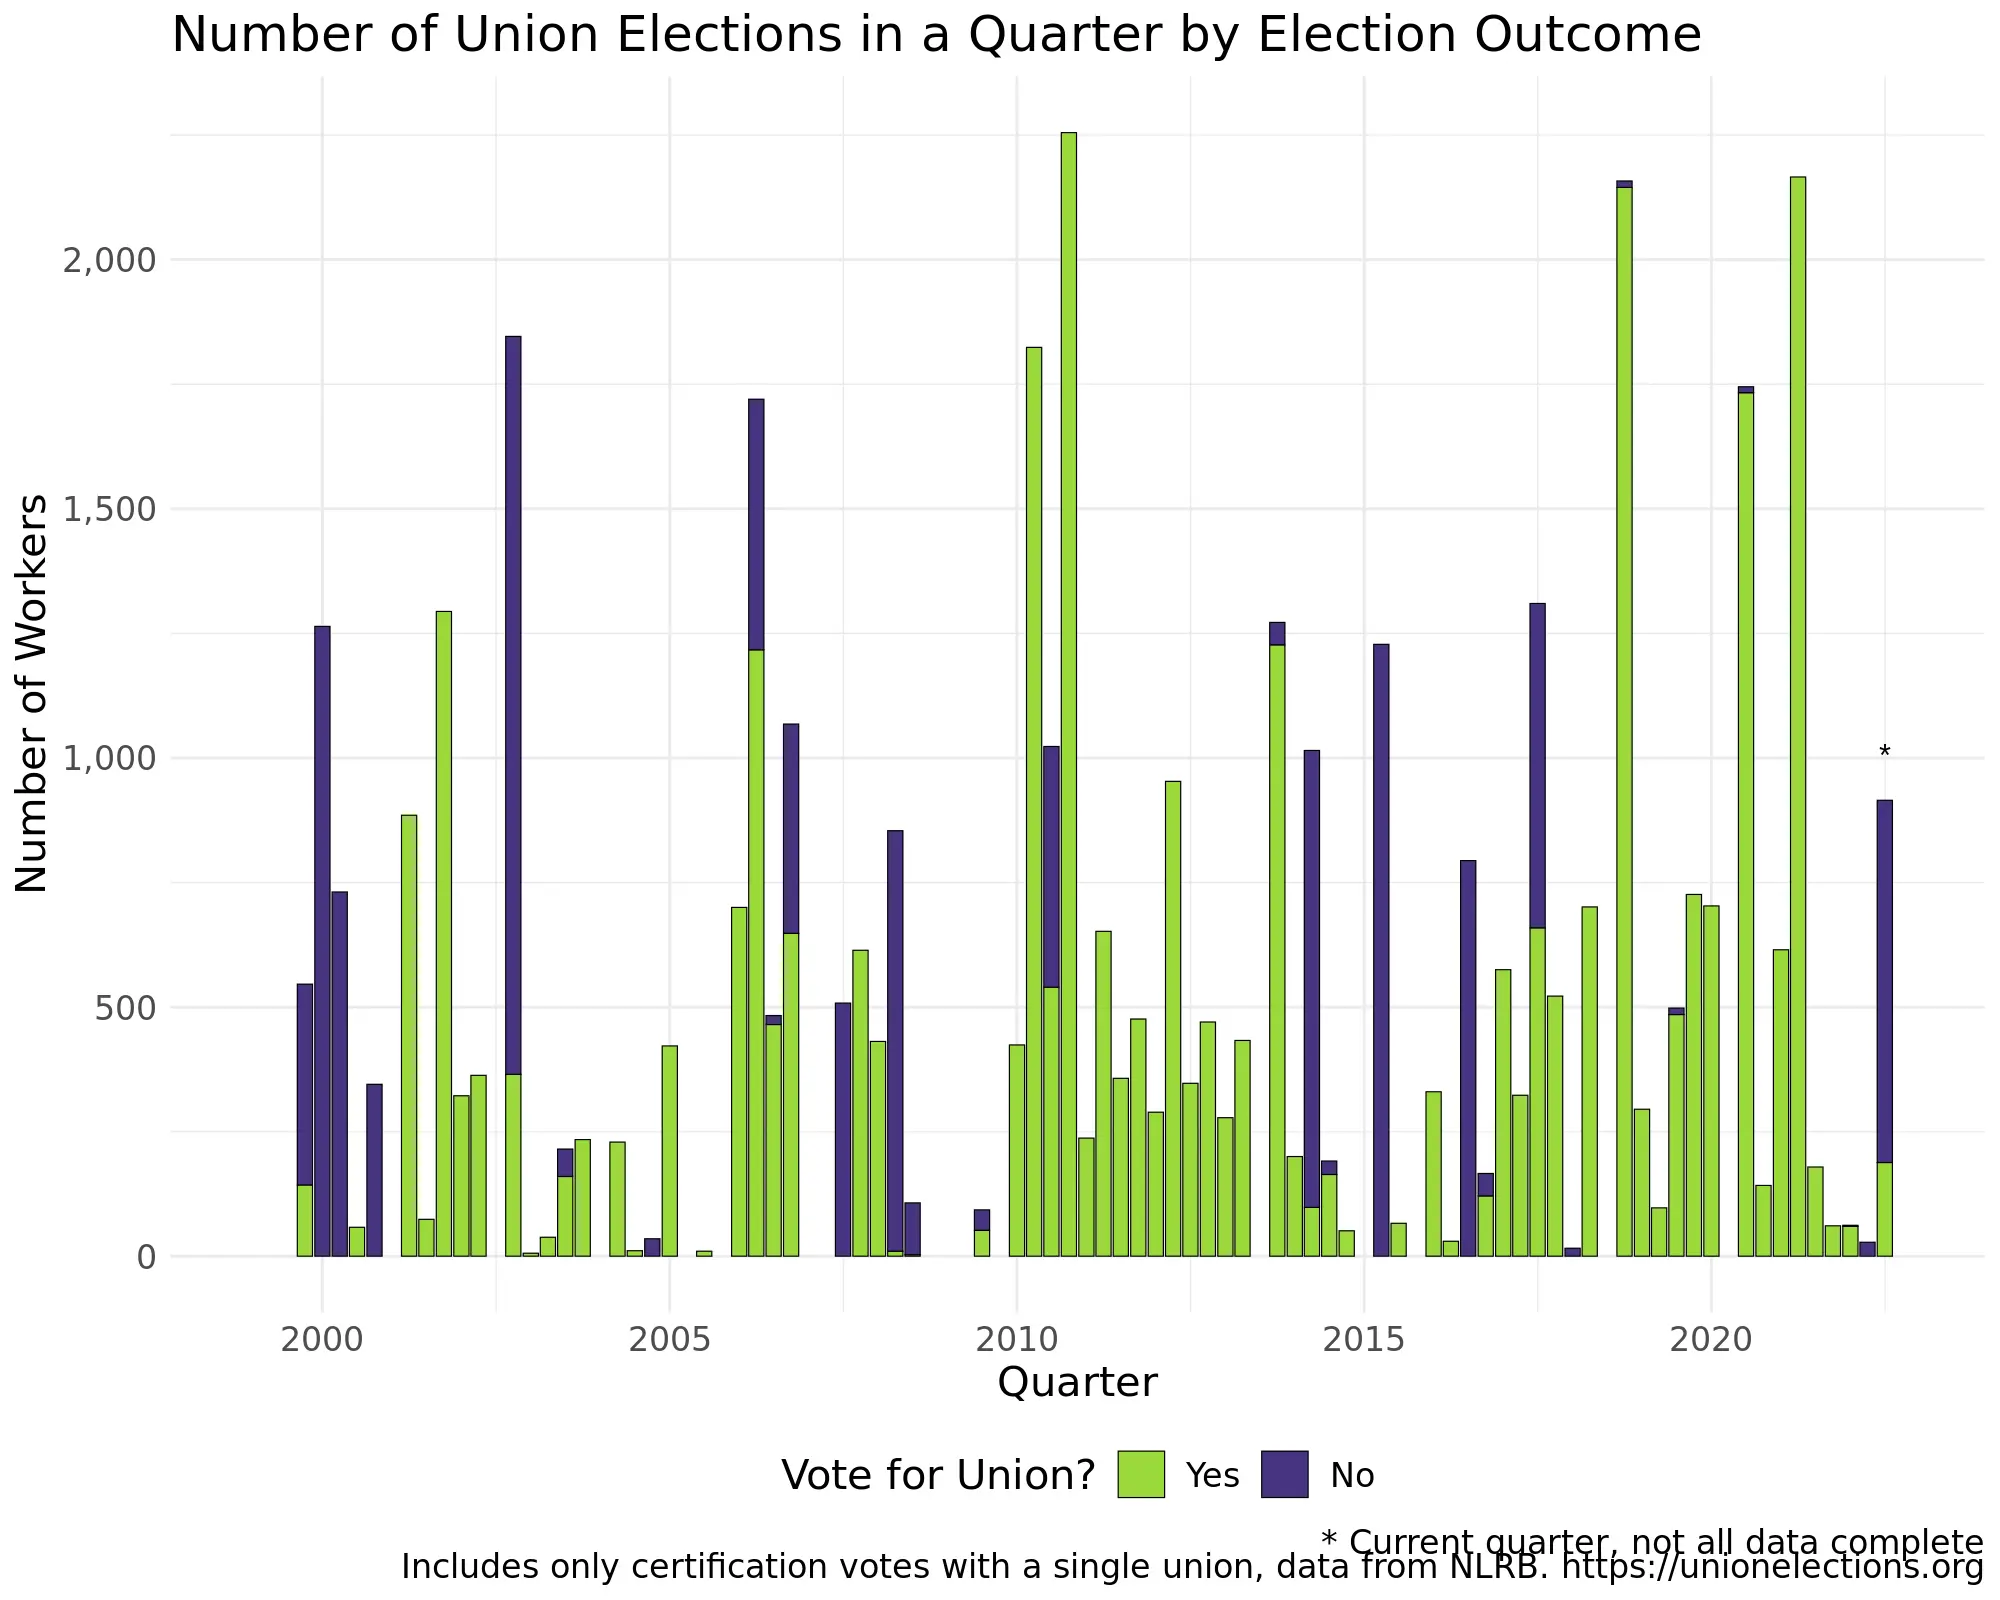 Number of Union Elections in a Quarter by Election Outcome
Number of Workers
2,000
1,500
1,000
500
0
*
2000 2005 2010 2015 2020
Quarter
Vote for Union? Yes No
* Current quarter, not all data complete
Includes only certification votes with a single union, data from NLRB. https://unionelections.org